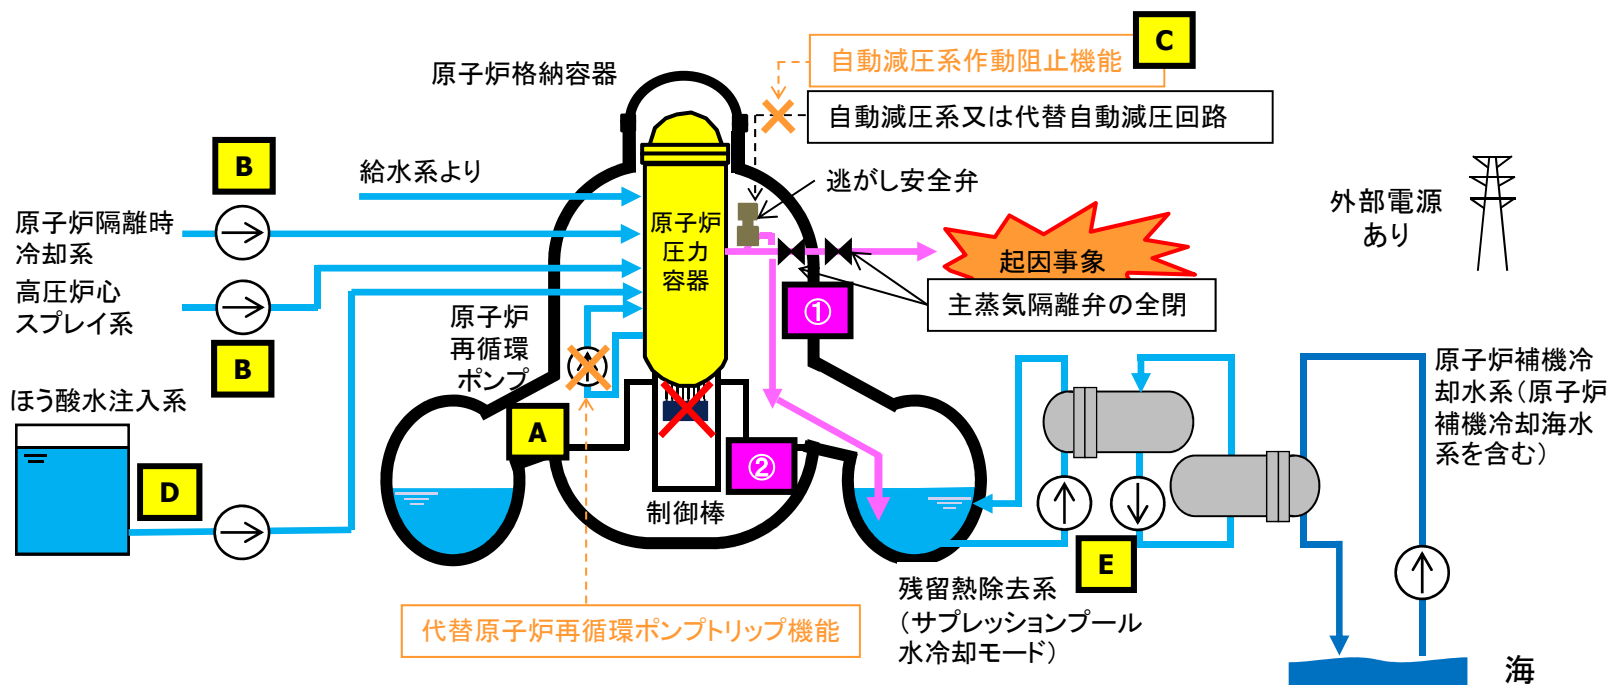 C
自動減圧系作動阻止機能
原子炉格納容器
自動減圧系又は代替自動減圧回路
B
給水系より
逃がし安全弁
外部電源
あり
原子炉隔離時
冷却系
原子炉
圧力
容器
起因事象
高圧炉心
スプレイ系
主蒸気隔離弁の全閉
①
原子炉
再循環
ポンプ
B
原子炉補機冷
却水系(原子炉
補機冷却海水
系を含む)
ほう酸水注入系
A
②
D
制御棒
E
残留熱除去系
(サプレッションプール
水冷却モード)
代替原子炉再循環ポンプトリップ機能
海